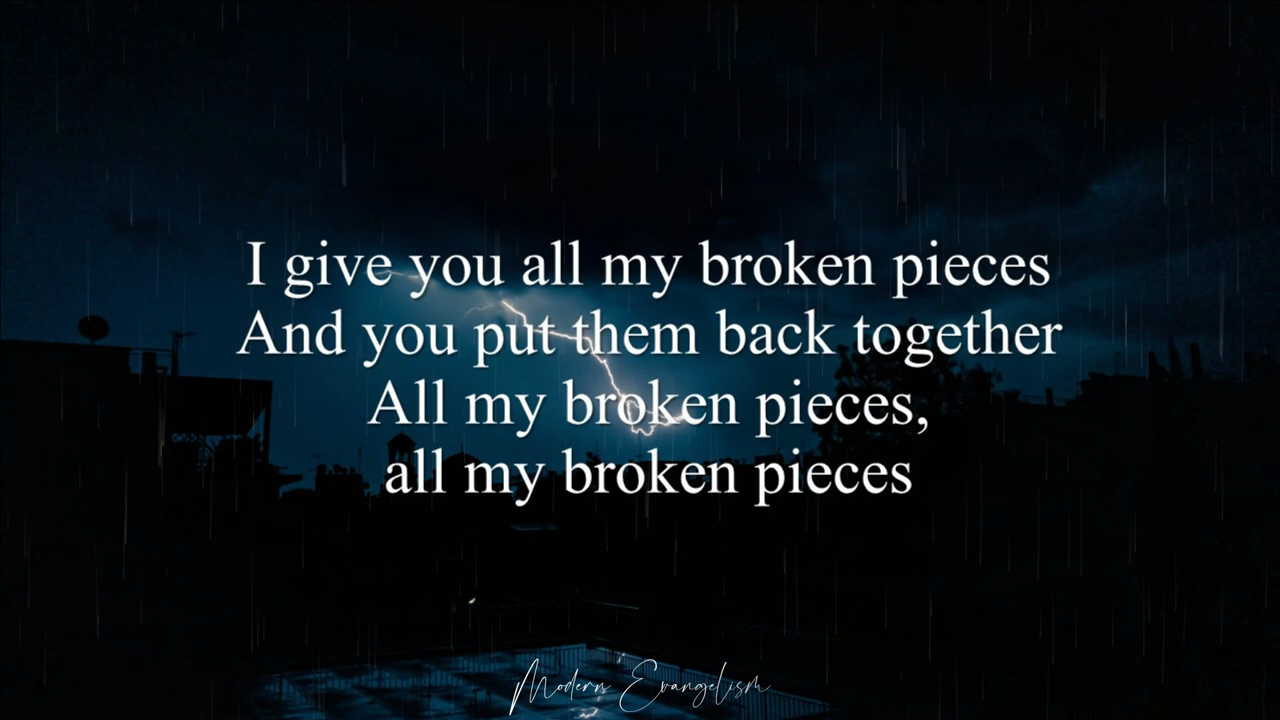 I give you all my broken pieces
And you put them back together
All my broken pieces,
all my broken pieces
Modern Evangelism